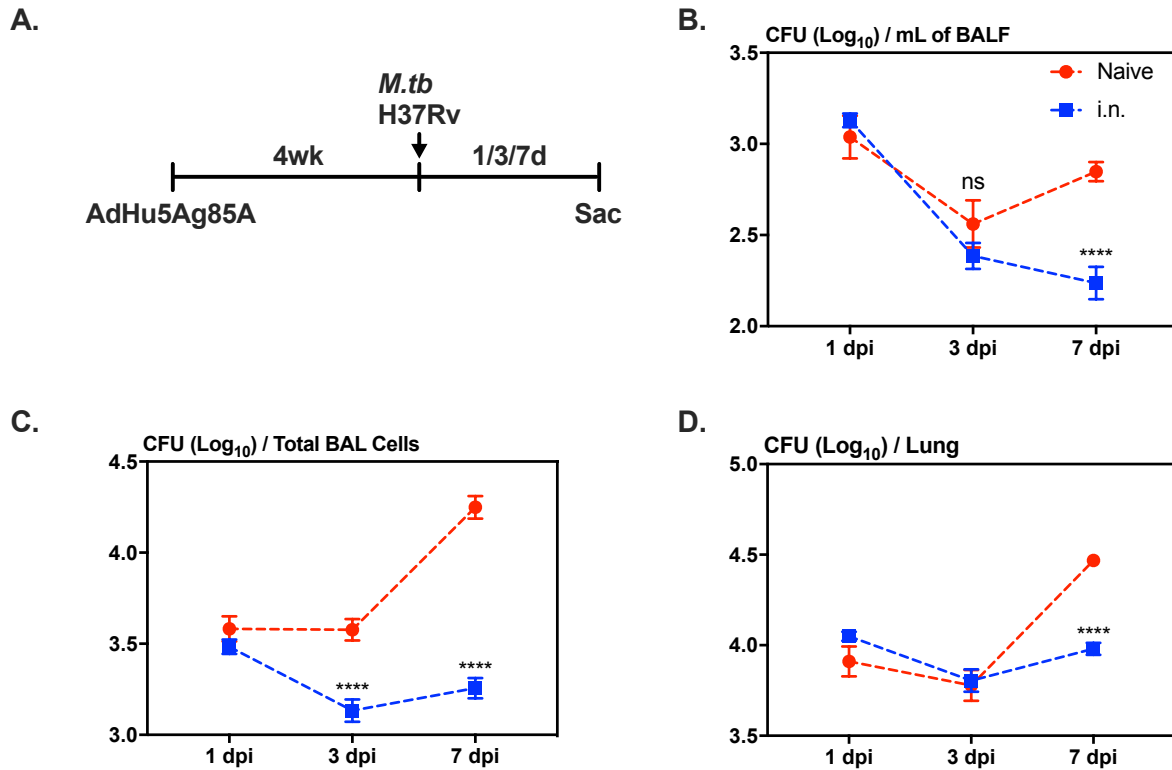 A.
M.tb
H37Rv
4wk
1/3/7d
AdHu5Ag85A
Sac
B.
CFU (Log10) / mL of BALF
3.5
3.0
2.5
2.0
Naive
i.n.
ns
****
1 dpi
3 dpi
7 dpi
C.
CFU (Log10) / Total BAL Cells
4.5
4.0
3.5
3.0
****
****
1 dpi
3 dpi
7 dpi
D.
CFU (Log10) / Lung
5.0
4.5
4.0
3.5
****
1 dpi
3 dpi
7 dpi